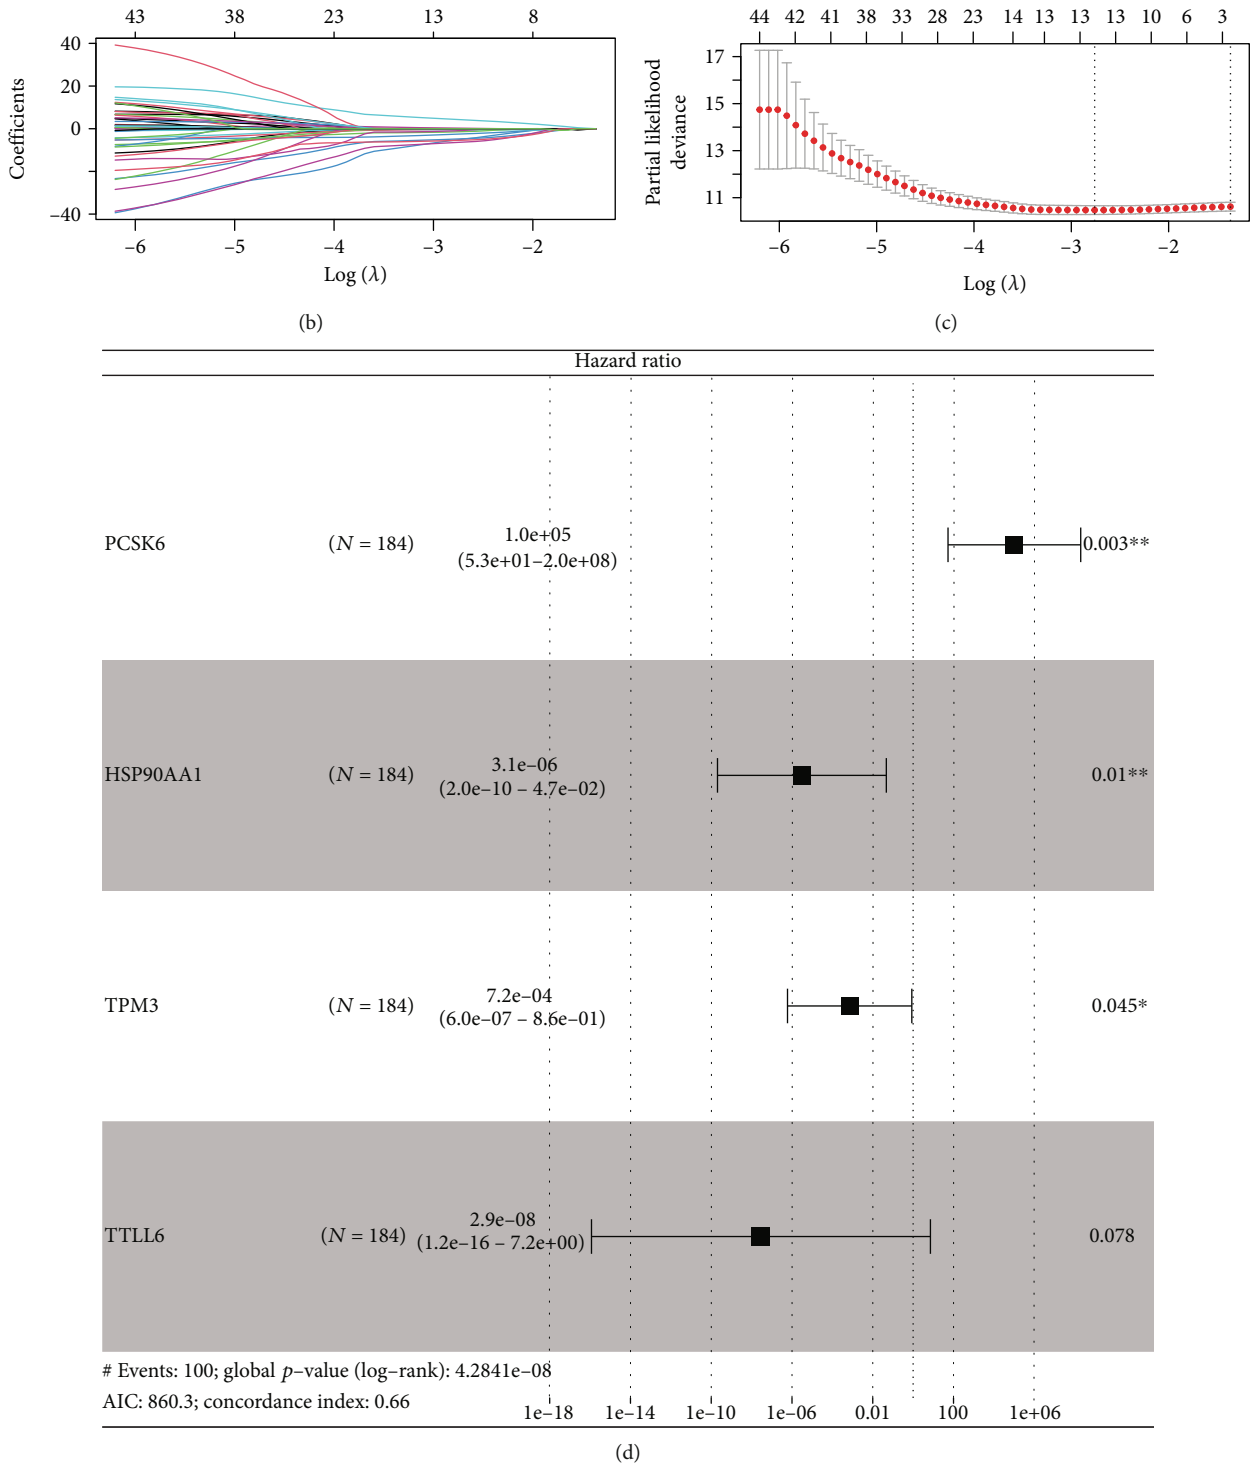 43 38 23 13 8
40
20
0
−40
Coefficients
−6 −5 −4 −3 −2
Log (λ)
(b)
44 42 41 38 33 28 23 14 13 13 13 10 6 3
17
15
13
11
Partial likelihood
deviance
−6 −5 −4 −3 −2
Log (λ)
(c)
Hazard ratio
PCSK6 (N = 184) 1.0e+05
(5.3e+01–2.0e+08) 0.003**
HSP90AA1 (N = 184) 3.1e−06
(2.0e−10 − 4.7e−02) 0.01**
TPM3 (N = 184) 7.2e−04
(6.0e−07 − 8.6e−01) 0.045*
TTLL6 (N = 184) 2.9e−08
(1.2e−16 − 7.2e+00) 0.078
# Events: 100; global p−value (log−rank): 4.2841e−08
AIC: 860.3; concordance index: 0.66
1e−18 1e−14 1e−10 1e−06 0.01 100 1e+06
(d)